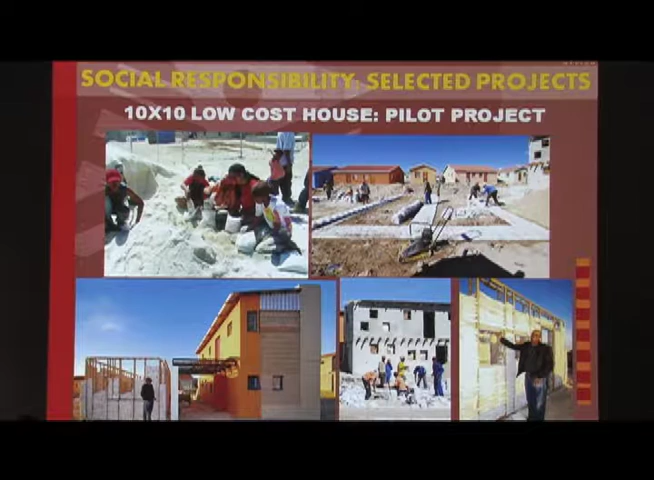 SOCIAL RESPONSIBILITY: SELECTED PROJECTS
10X10 LOW COST HOUSE: PILOT PROJECT